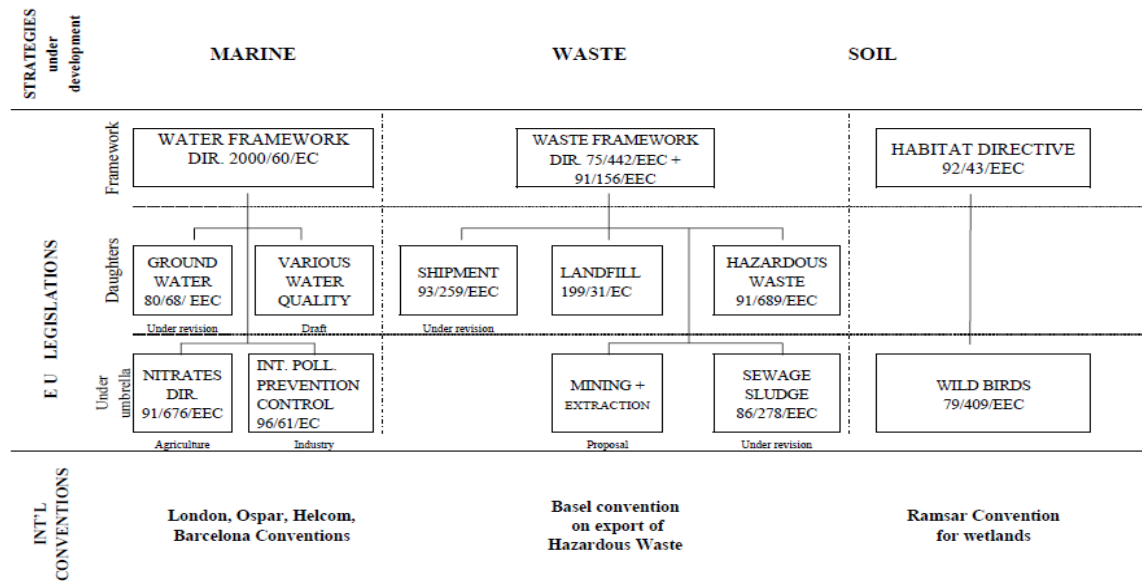 STRATEGIES
under
development
MARINE
WASTE
SOIL
EU LEGISLATIONS
Framework
WATER FRAMEWORK
DIR. 2000/60/EC
WASTE FRAMEWORK
DIR. 75/442/EEC +
91/156/EEC
HABITAT DIRECTIVE
92/43/EEC
Daughters
GROUND
WATER
80/68/ EEC
Under revision
VARIOUS
WATER
QUALITY
Draft
SHIPMENT
93/259/EEC
Under revision
LANDFILL
199/31/EC
HAZARDOUS
WASTE
91/689/EEC
Under
umbrella
NITRATES
DIR.
91/676/EEC
Agriculture
INT. POLL.
PREVENTION
CONTROL
96/61/EC
Industry
MINING +
EXTRACTION
Proposal
SEWAGE
SLUDGE
86/278/EEC
Under revision
WILD BIRDS
79/409/EEC
INT'L
CONVENTIONS
London, Ospar, Helcom,
Barcelona Conventions
Basel convention
on export of
Hazardous Waste
Ramsar Convention
for wetlands